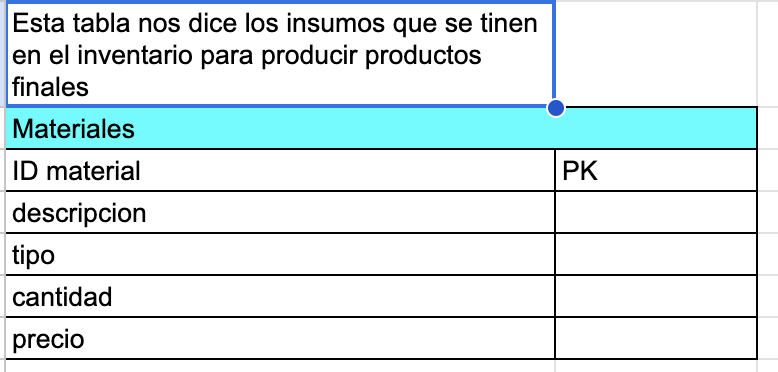 Esta tabla nos dice los insumos que se tinen
en el inventario para producir productos
finales
Materiales
ID material PK
descripcion
tipo
cantidad
precio